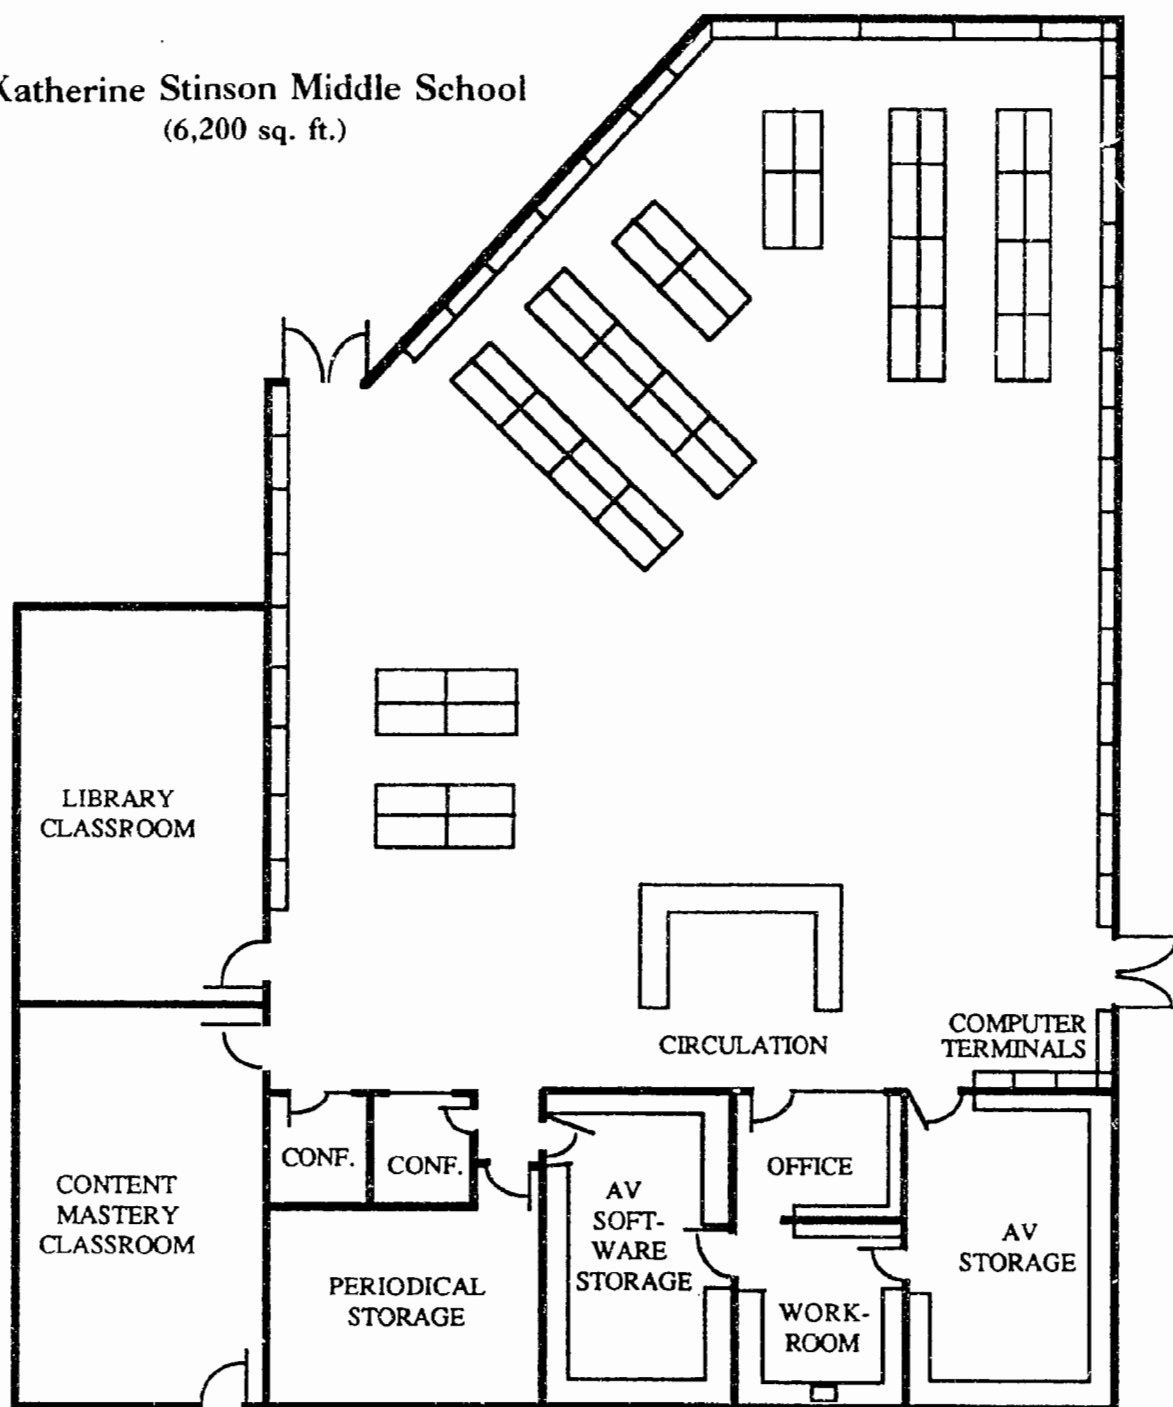 Katherine Stinson Middle School
(6,200 sq. ft.)
LIBRARY
CLASSROOM
CIRCULATION
COMPUTER
TERMINALS
CONF.
CONF.
OFFICE
CONTENT
MASTERY
CLASSROOM
AV
SOFT-
WARE
STORAGE
AV
STORAGE
PERIODICAL
STORAGE
WORK-
ROOM